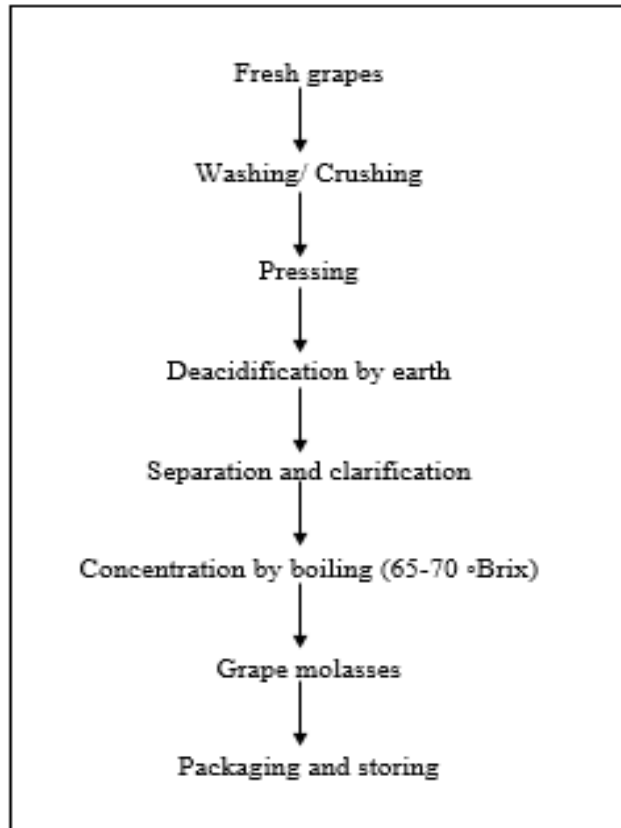 Fresh grapes
Washing/ Crushing
Pressing
Deacidification by earth
Separation and clarification
Concentration by boiling (65-70 ∘Brix)
Grape molasses
Packaging and storing